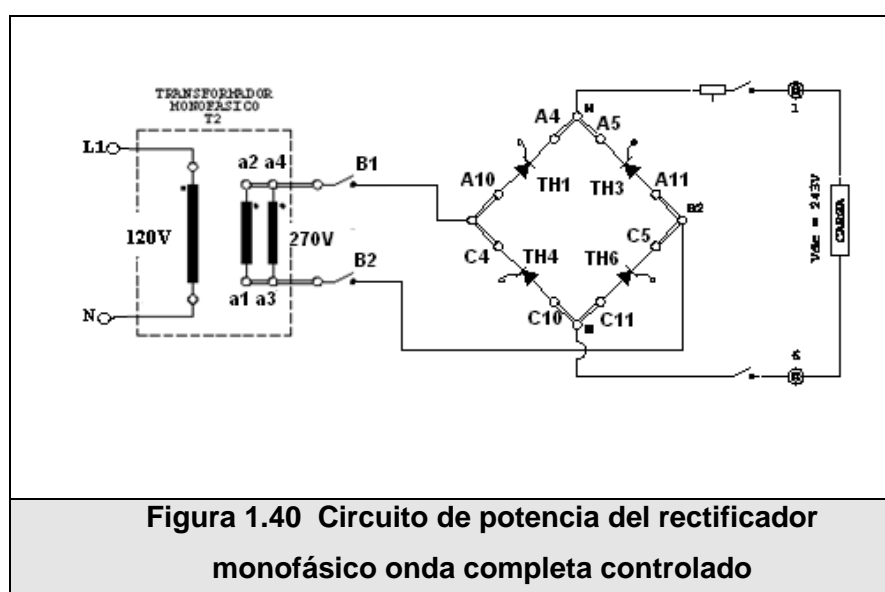 TRANSFORMADOR
MONOFASICO
T2
L1
N
120V
a2 a4
270V
a1 a3
B1
B2
A4
A5
A10
A11
TH1
TH3
TH4
TH6
C4
C5
C10
C11
B2
1
Vdc = 243V
CARGA
Figura 1.40 Circuito de potencia del rectificador
monofásico onda completa controlado